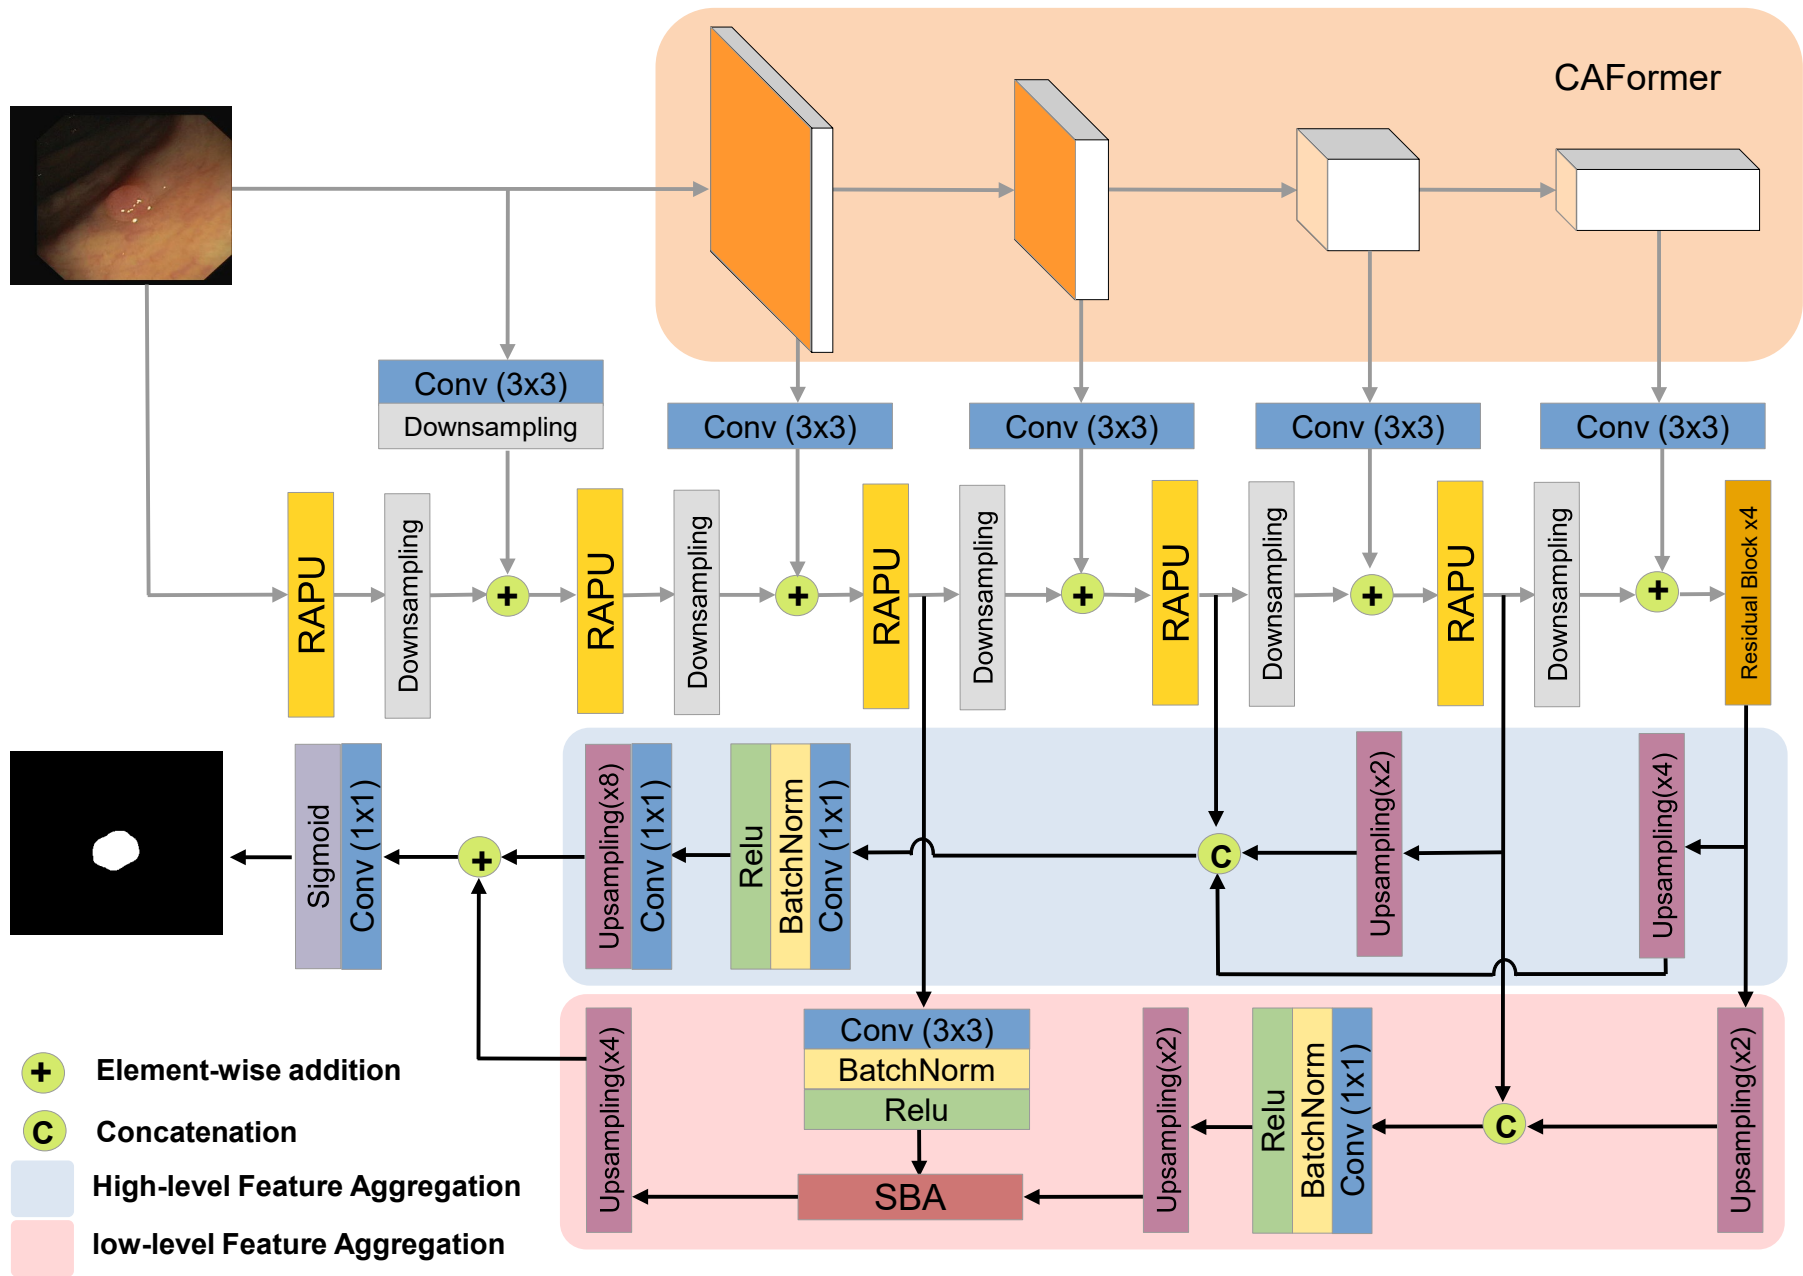 CAFormer
Conv (3x3)
Downsampling
Conv (3x3)
Conv (3x3)
Conv (3x3)
Conv (3x3)
RAPU
Downsampling
+
RAPU
Downsampling
+
RAPU
Downsampling
+
RAPU
Downsampling
+
RAPU
Downsampling
+
Residual Block x4
Sigmoid
Conv (1x1)
+
Upsampling(x8)
Conv (1x1)
Relu
BatchNorm
Conv (1x1)
C
Upsampling(x2)
Upsampling(x4)
Upsampling(x4)
Conv (3x3)
BatchNorm
Relu
SBA
Upsampling(x2)
Relu
BatchNorm
Conv (1x1)
C
Upsampling(x2)
+ Element-wise addition
C Concatenation
High-level Feature Aggregation
low-level Feature Aggregation